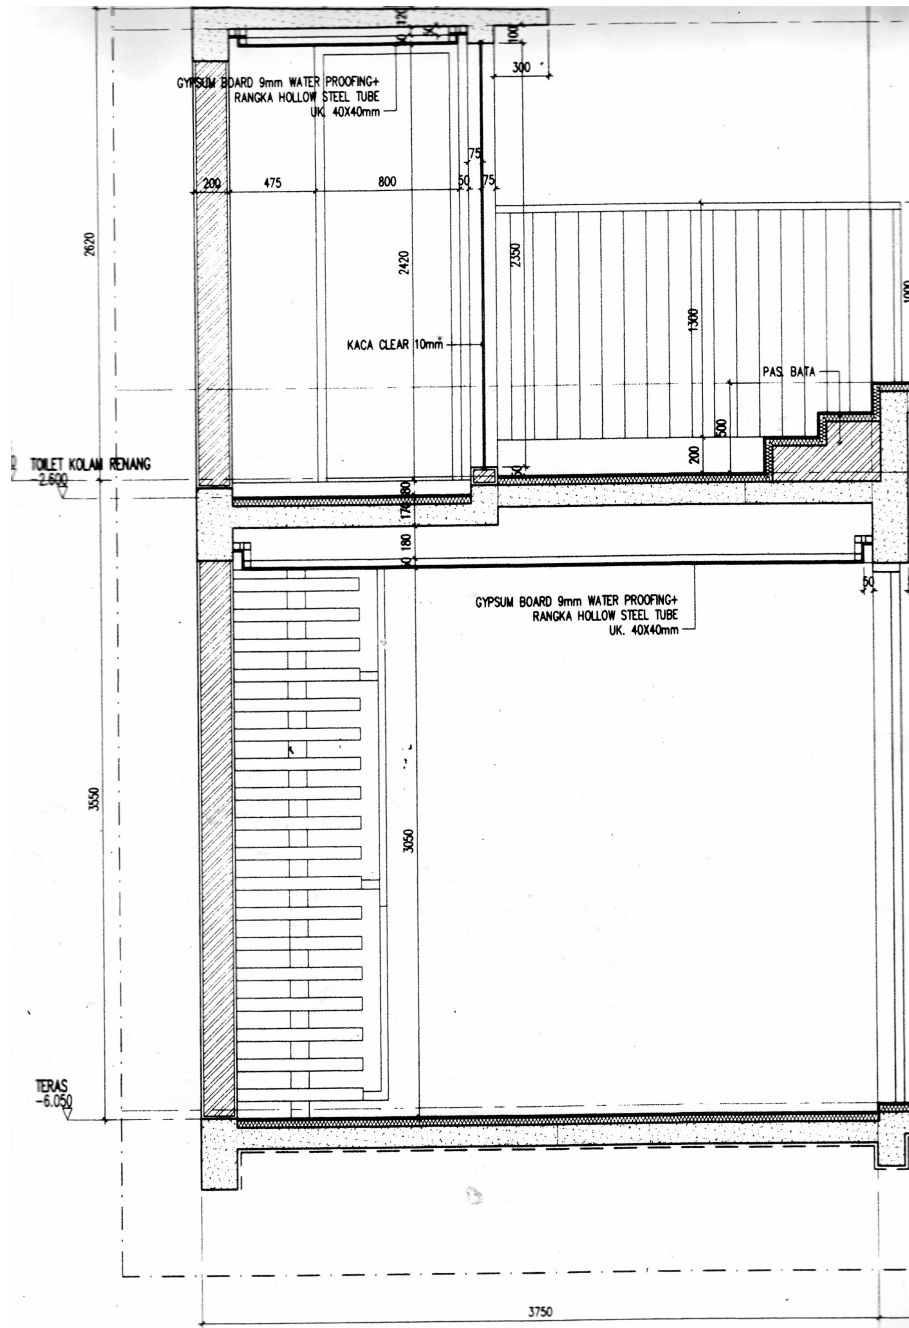 120
50
50
100
300
GYPSUM BOARD 9mm WATER PROOFING+
RANGKA HOLLOW STEEL TUBE
UK. 40X40mm
75
200
475
800
50
75
2620
2420
2350
1300
1000
KACA CLEAR 10mm
PAS. BATA
500
200
50
TOILET KOLAM RENANG
-2.600
80
170
180
50
50
GYPSUM BOARD 9mm WATER PROOFING+
RANGKA HOLLOW STEEL TUBE
UK. 40X40mm
3550
3050
TERAS
-6.050
3750